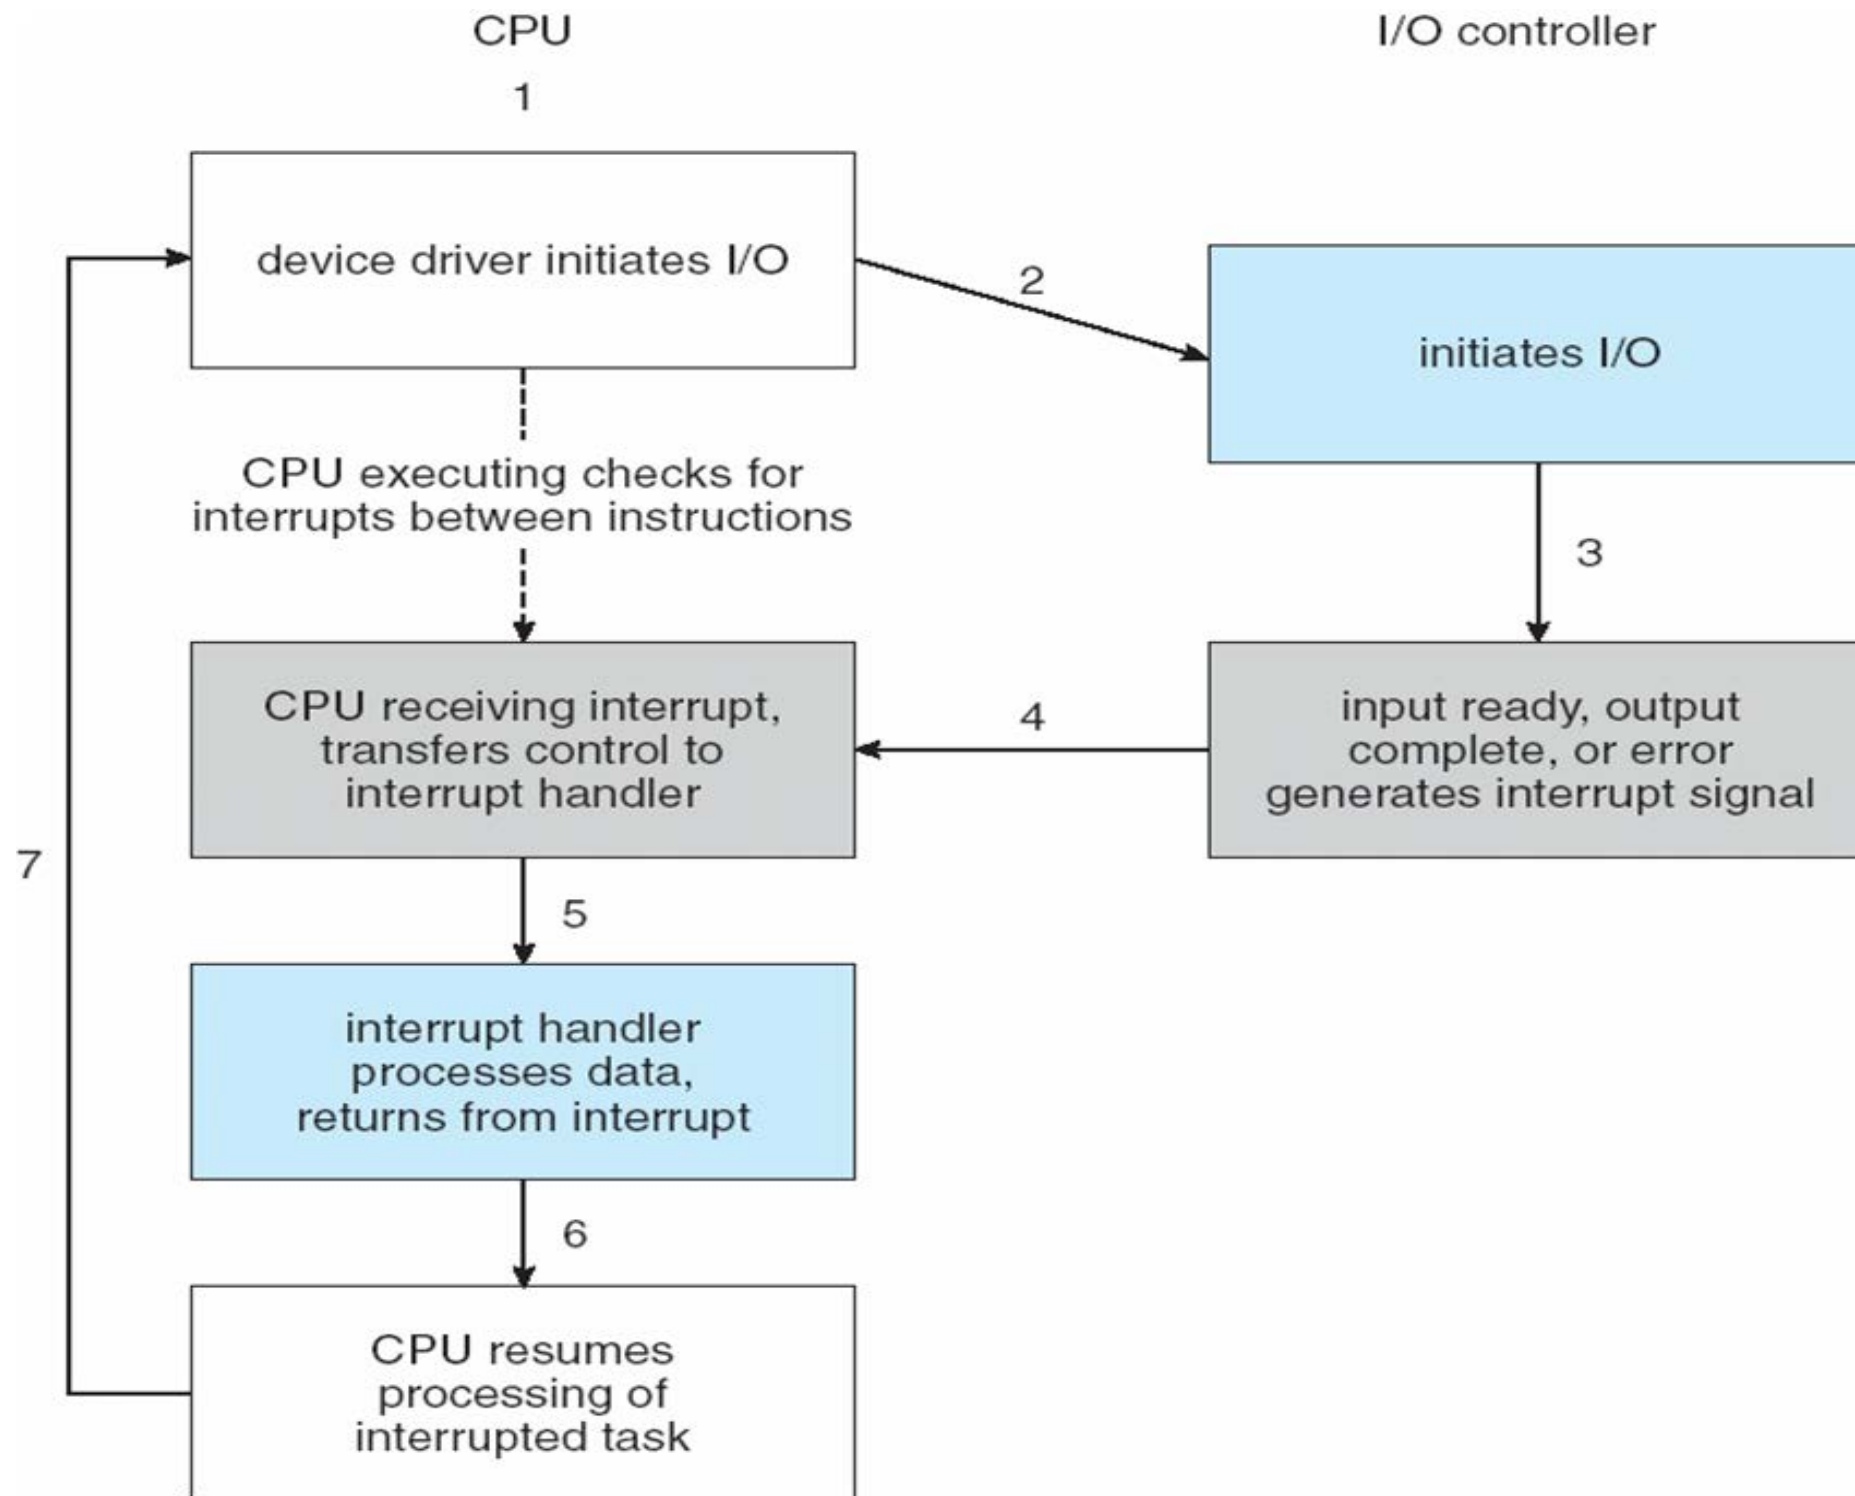 CPU
I/O controller
1
device driver initiates I/O
2
initiates I/O
CPU executing checks for
interrupts between instructions
3
CPU receiving interrupt,
transfers control to
interrupt handler
4
input ready, output
complete, or error
generates interrupt signal
7
5
interrupt handler
processes data,
returns from interrupt
6
CPU resumes
processing of
interrupted task